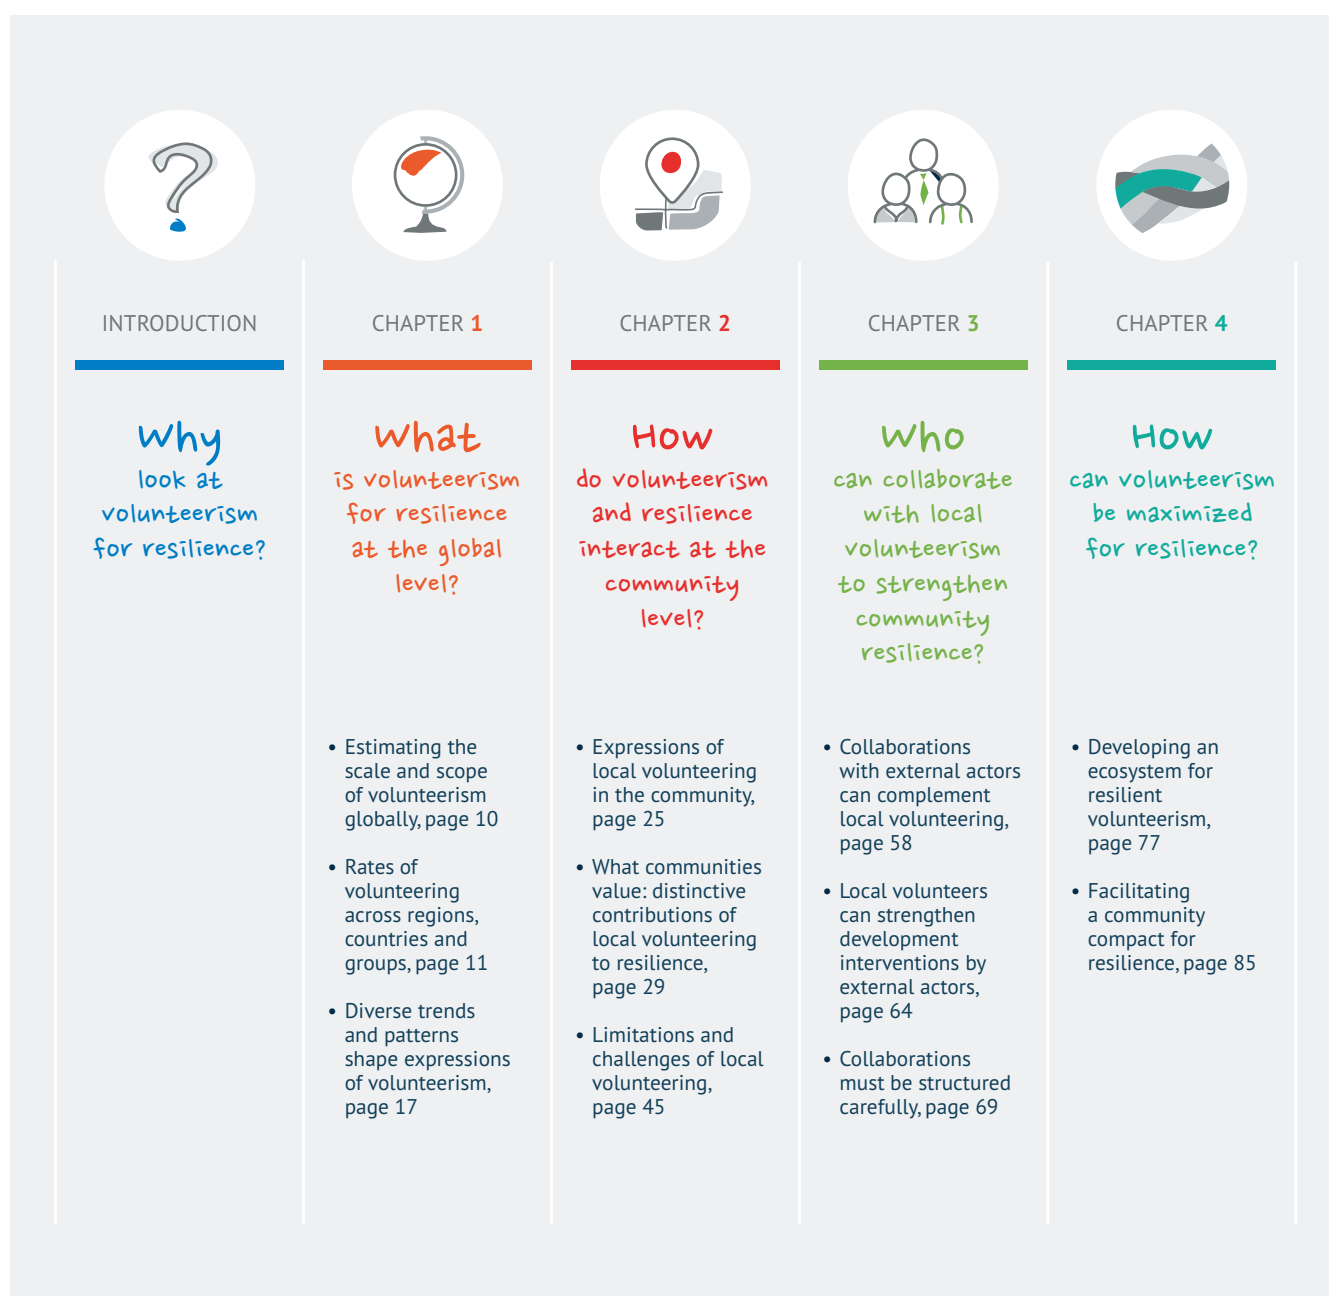 INTRODUCTION
Why
look at
volunteerism
for resilience?
CHAPTER 1
What
is volunteerism
for resilience
at the global
level?
• Estimating the
scale and scope
of volunteerism
globally, page 10
• Rates of
volunteering
across regions,
countries and
groups, page 11
• Diverse trends
and patterns
shape expressions
of volunteerism,
page 17
CHAPTER 2
How
do volunteerism
and resilience
interact at the
community
level?
• Expressions of
local volunteering
in the community,
page 25
• What communities
value: distinctive
contributions of
local volunteering
to resilience,
page 29
• Limitations and
challenges of local
volunteering,
page 45
CHAPTER 3
Who
can collaborate
with local
volunteerism
to strengthen
community
resilience?
• Collaborations
with external actors
can complement
local volunteering,
page 58
• Local volunteers
can strengthen
development
interventions by
external actors,
page 64
• Collaborations
must be structured
carefully, page 69
CHAPTER 4
How
can volunteerism
be maximized
for resilience?
• Developing an
ecosystem for
resilient
volunteerism,
page 77
• Facilitating
a community
compact for
resilience, page 85